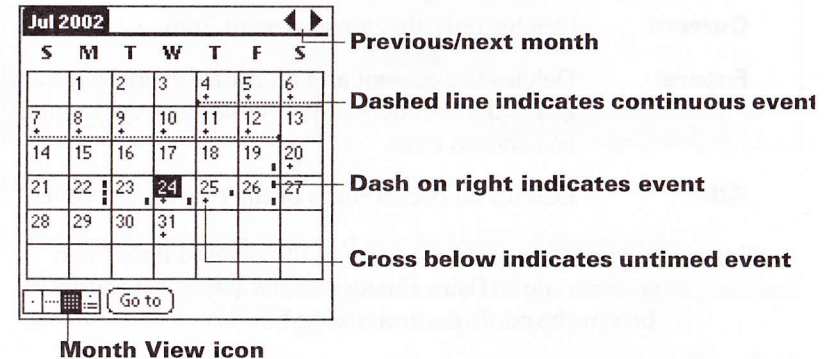 Jul 2002
S M T W T F S
1 2 3 4 5 6
7 8 9 10 11 12 13
14 15 16 17 18 19 20
21 22 23 24 25 26 27
28 29 30 31
Go to
Previous/next month
Dashed line indicates continuous event
Dash on right indicates event
Cross below indicates untimed event
Month View icon